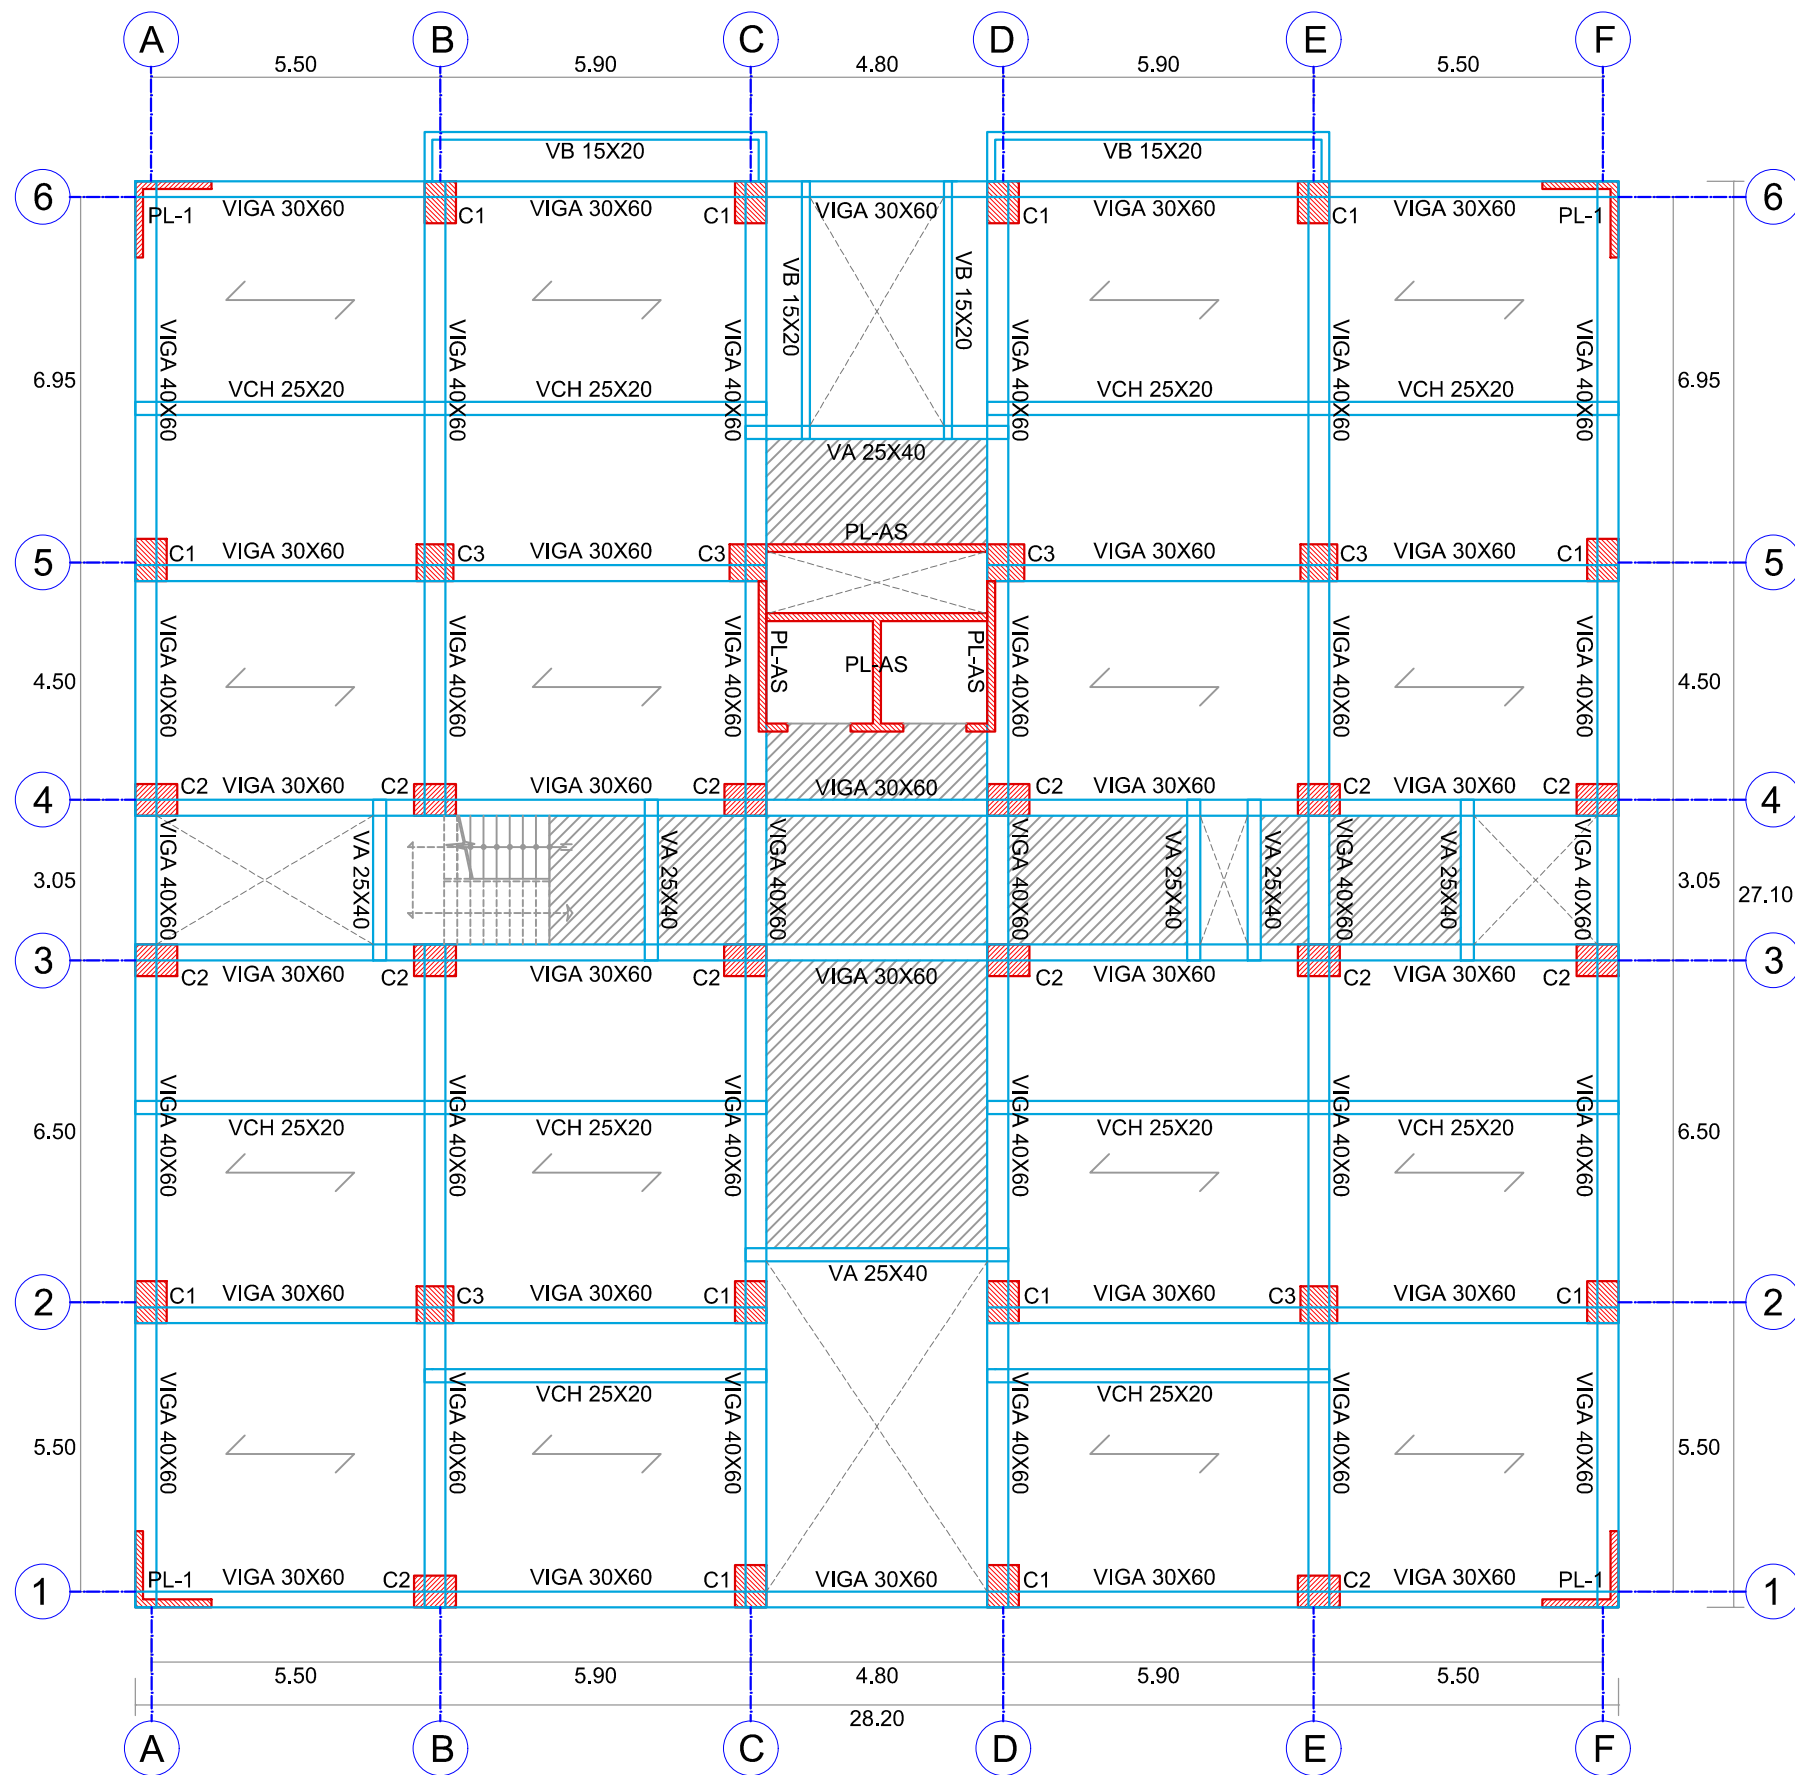 A B C D E F
5.50 5.90 4.80 5.90 5.50
VB 15X20 VB 15X20
6 6
PL-1 VIGA 30X60 C1 VIGA 30X60 C1 VIGA 30X60 C1 VIGA 30X60 C1 VIGA 30X60 PL-1
VB 15X20 VB 15X20
VIGA 40X60 VIGA 40X60 VIGA 40X60 VIGA 40X60 VIGA 40X60 VIGA 40X60
6.95 6.95
VCH 25X20 VCH 25X20 VCH 25X20 VCH 25X20
VA 25X40
PL-AS
5 C1 VIGA 30X60 C3 VIGA 30X60 C3 C3 VIGA 30X60 C3 VIGA 30X60 C1 5
VIGA 40X60 VIGA 40X60 VIGA 40X60 PL-AS PL-AS PL-AS VIGA 40X60 VIGA 40X60 VIGA 40X60
4.50 4.50
4 C2 VIGA 30X60 C2 VIGA 30X60 C2 VIGA 30X60 C2 VIGA 30X60 C2 VIGA 30X60 C2 4
VIGA 40X60 VA 25X40 VA 25X40 VIGA 40X60 VIGA 40X60 VA 25X40 VA 25X40 VIGA 40X60 VA 25X40 VIGA 40X60
3.05 3.05
27.10
3 C2 VIGA 30X60 C2 VIGA 30X60 C2 VIGA 30X60 C2 VIGA 30X60 C2 VIGA 30X60 C2 3
VIGA 40X60 VIGA 40X60 VIGA 40X60 VIGA 40X60 VIGA 40X60 VIGA 40X60
6.50 6.50
VCH 25X20 VCH 25X20 VCH 25X20 VCH 25X20
VA 25X40
2 C1 VIGA 30X60 C3 VIGA 30X60 C1 C1 VIGA 30X60 C3 VIGA 30X60 C1 2
VCH 25X20 VCH 25X20
VIGA 40X60 VIGA 40X60 VIGA 40X60 VIGA 40X60 VIGA 40X60 VIGA 40X60
5.50 5.50
1 PL-1 VIGA 30X60 C2 VIGA 30X60 C1 VIGA 30X60 C1 VIGA 30X60 C2 VIGA 30X60 PL-1 1
5.50 5.90 4.80 5.90 5.50
28.20
A B C D E F